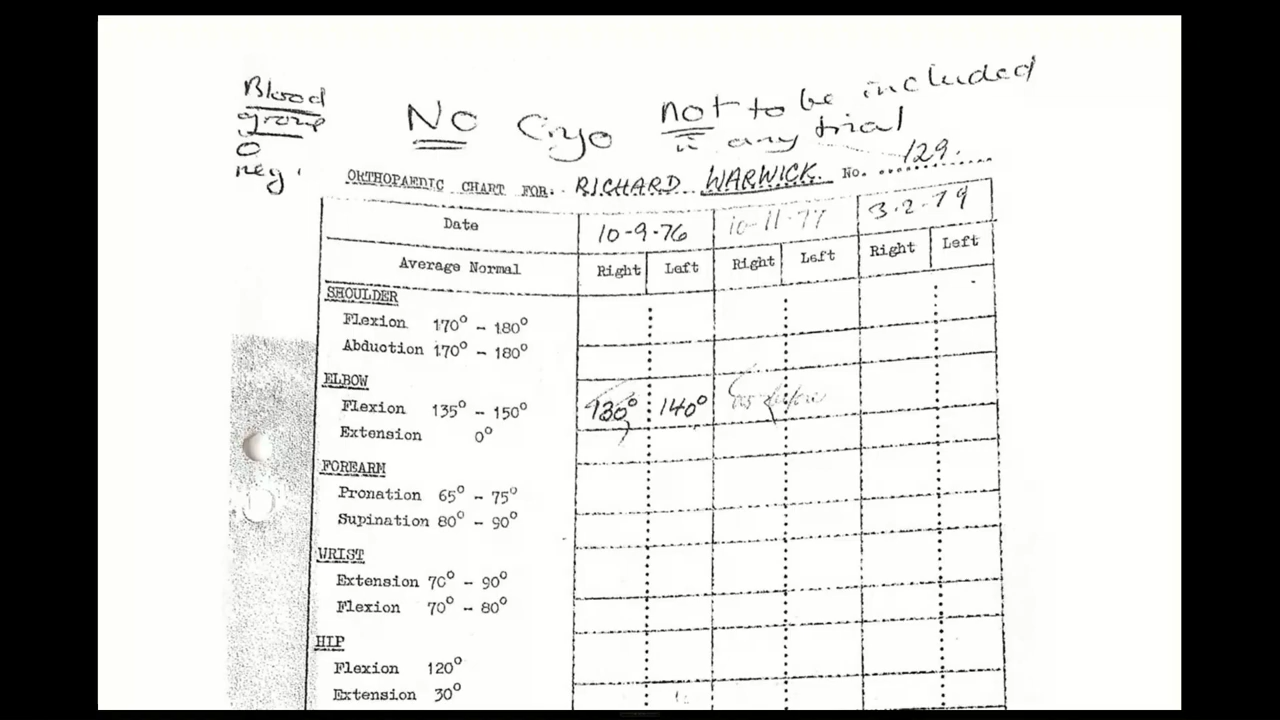 Blood
group
O
neg.
NO Cryo
not to be included
in any trial
ORTHOPAEDIC CHART FOR: RICHARD WARWICK. No. 129.
Date 10-9-76 10-11-77 3.2.79
Average Normal Right Left Right Left Right Left
SHOULDER
Flexion 170° - 180°
Abduction 170° - 180°
ELBOW
Flexion 135° - 150° 130° 140° as before
Extension 0°
FOREARM
Pronation 65° - 75°
Supination 80° - 90°
WRIST
Extension 70° - 90°
Flexion 70° - 80°
HIP
Flexion 120°
Extension 30°